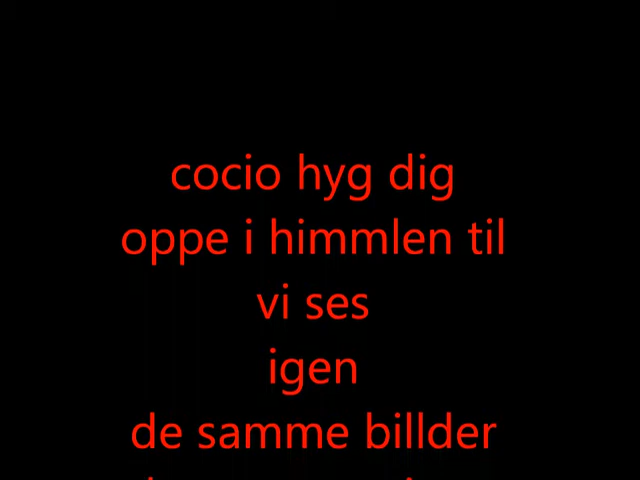 cocio hyg dig
oppe i himmlen til
vi ses
igen
de samme billder